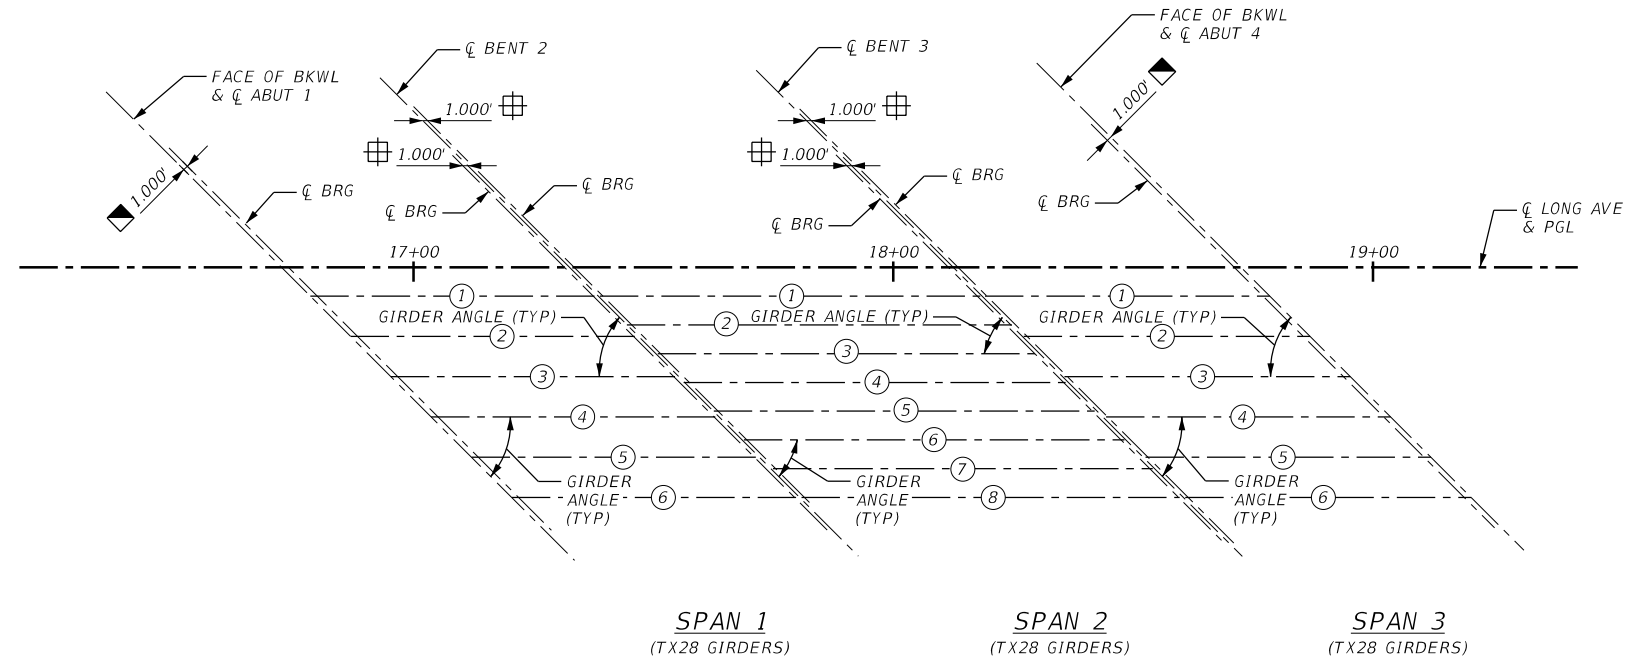 FACE OF BKWL
& ℄ ABUT 1
℄ BENT 2
℄ BENT 3
FACE OF BKWL
& ℄ ABUT 4
1.000'
1.000'
1.000'
1.000'
1.000'
1.000'
℄ BRG
℄ BRG
℄ BRG
℄ BRG
℄ BRG
℄ BRG
℄ LONG AVE
& PGL
17+00
18+00
19+00
1
1
1
GIRDER ANGLE (TYP)
2
GIRDER ANGLE (TYP)
GIRDER ANGLE (TYP)
2
2
3
3
3
4
4
4
5
5
5
6
6
6
7
8
GIRDER
ANGLE
(TYP)
GIRDER
ANGLE
(TYP)
GIRDER
ANGLE
(TYP)
SPAN 1
(TX28 GIRDERS)
SPAN 2
(TX28 GIRDERS)
SPAN 3
(TX28 GIRDERS)